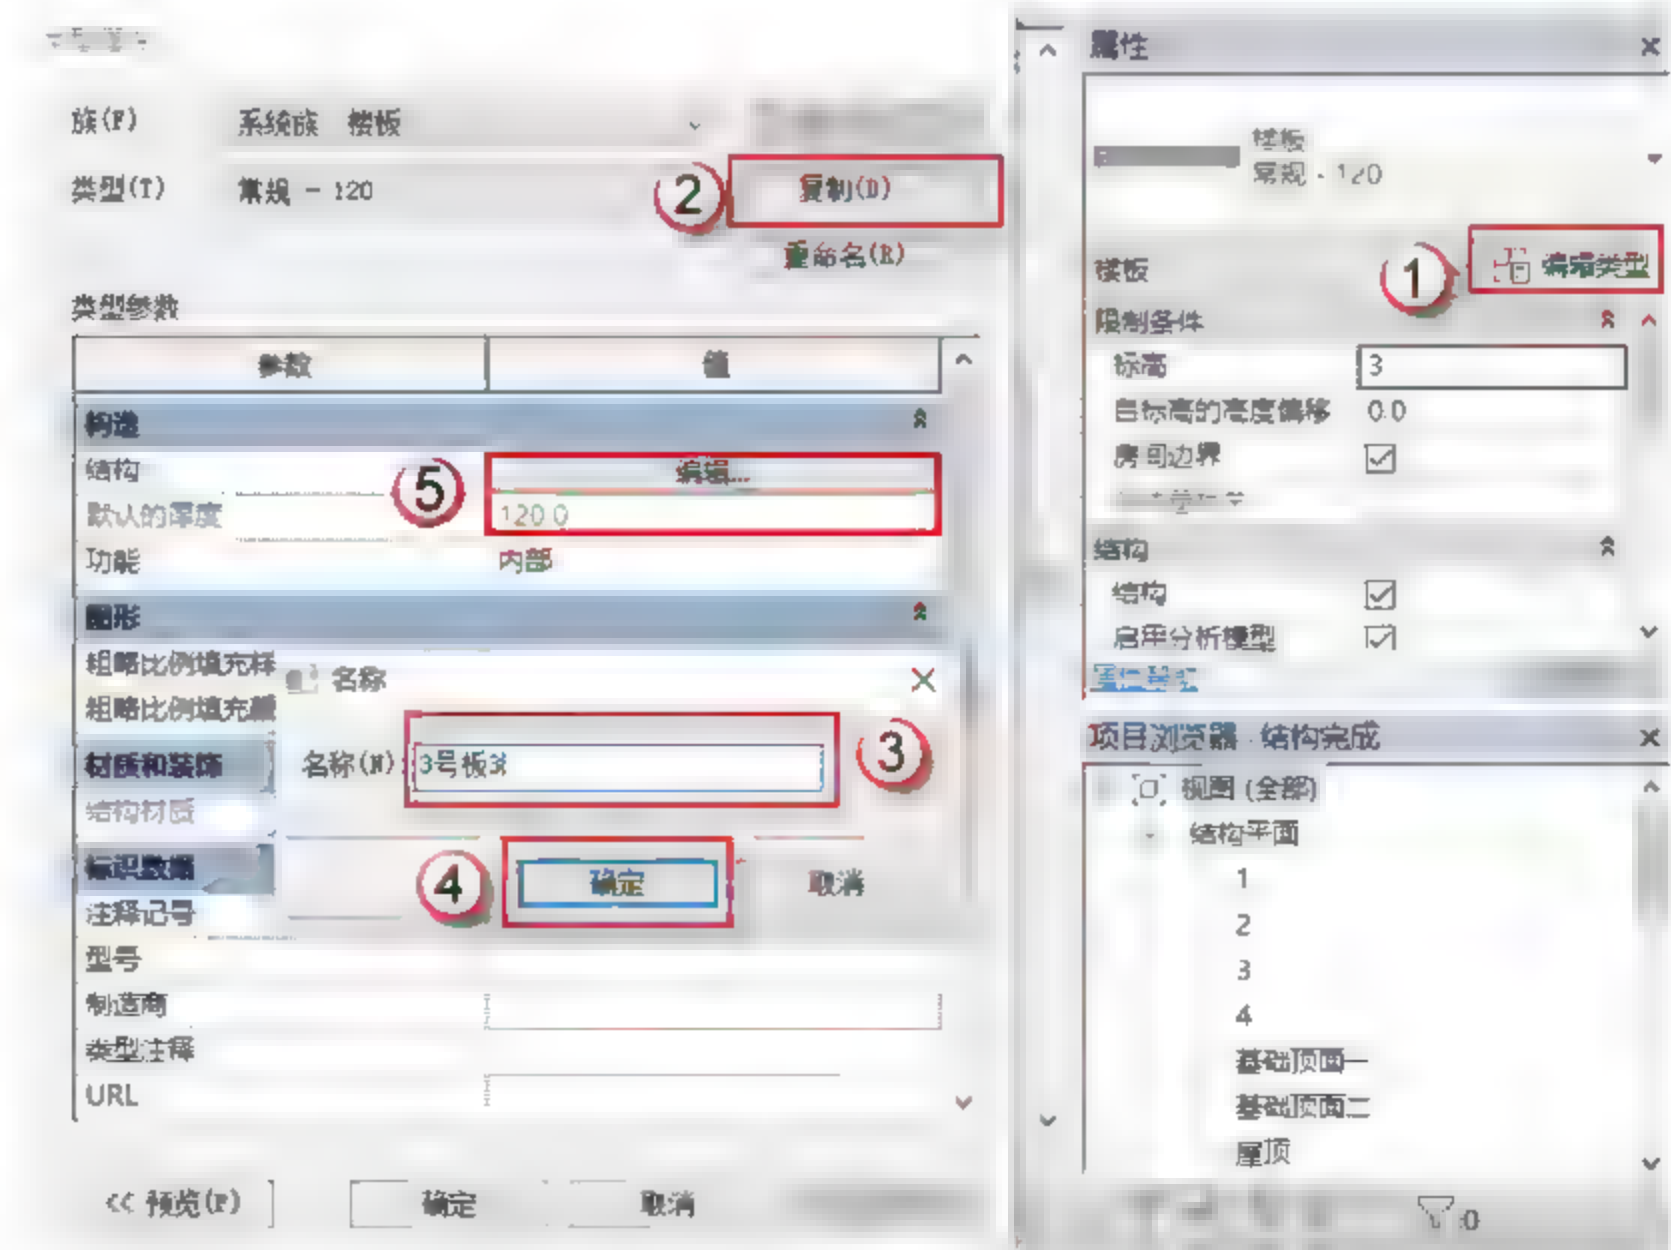 族(F)
系统族 楼板
类型(T)
常规 - 120
2
复制(D)
重命名(R)
类型参数
参数
值
构造
结构
5
编辑...
默认的厚度
120.0
功能
内部
图形
粗略比例填充样
粗略比例填充颜
名称
材质和装饰
名称(N):
3号板3
3
结构材质
标识数据
4
确定
取消
注释记号
型号
制造商
类型注释
URL
<< 预览(P)
确定
取消
属性
楼板
常规 - 120
楼板
1
编辑类型
限制条件
标高
3
自标高的高度偏移
0.0
房间边界
结构
结构
启用分析模型
项目浏览器 - 结构完成
视图 (全部)
结构平面
1
2
3
4
基础顶面一
基础顶面二
屋顶
:0